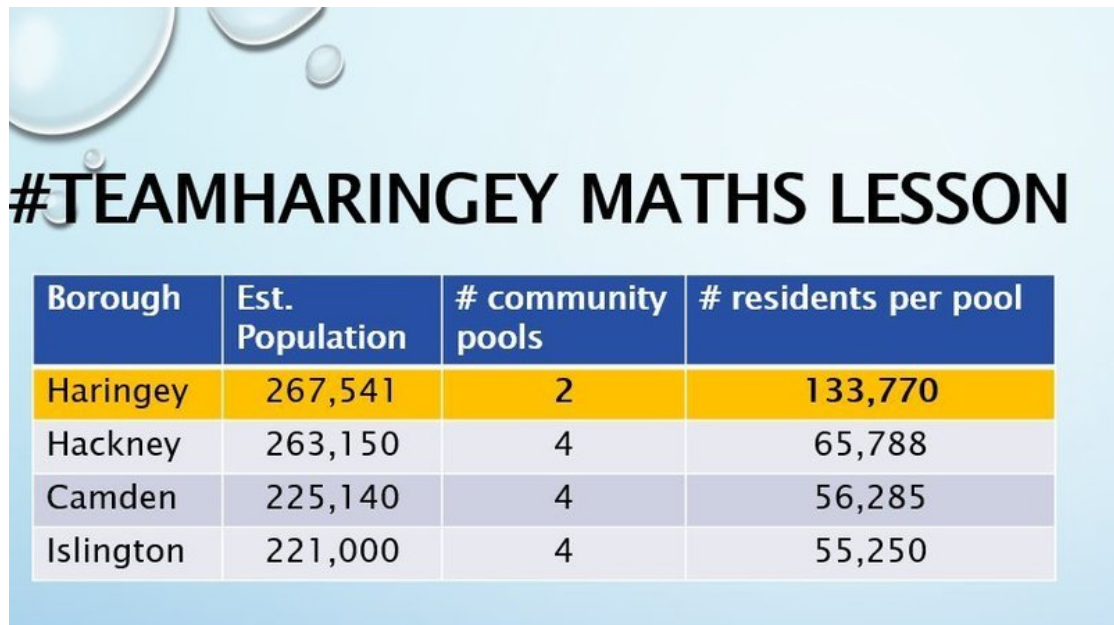 #TEAMHARINGEY MATHS LESSON
Borough Est. Population # community pools # residents per pool
Haringey 267,541 2 133,770
Hackney 263,150 4 65,788
Camden 225,140 4 56,285
Islington 221,000 4 55,250